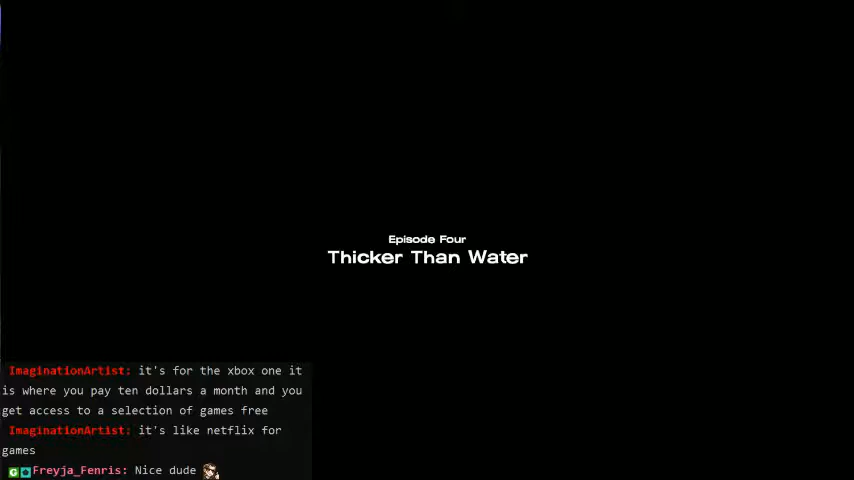 Episode Four
Thicker Than Water
ImaginationArtist: it's for the xbox one it
is where you pay ten dollars a month and you
get access to a selection of games free
ImaginationArtist: it's like netflix for
games
G Freyja_Fenris: Nice dude